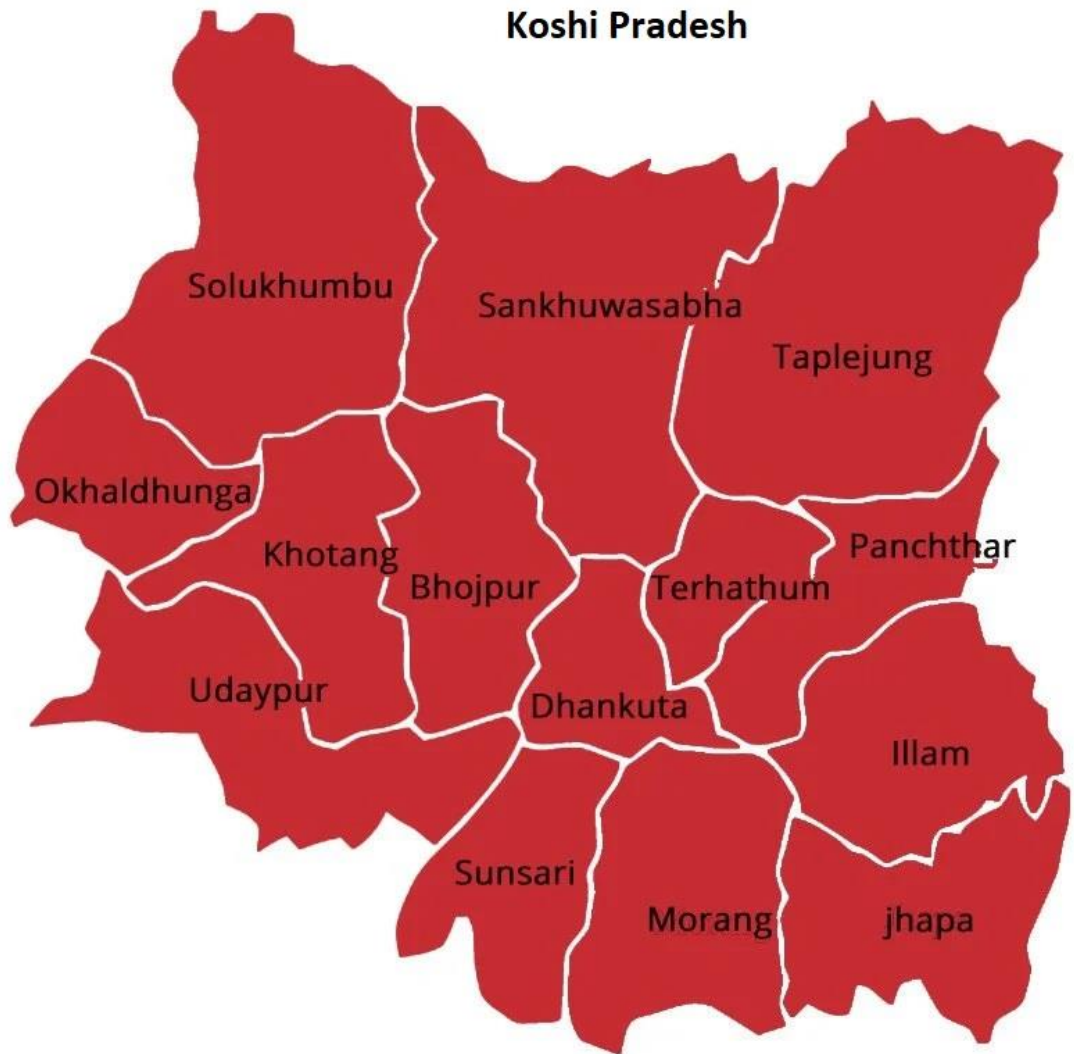 Koshi Pradesh
Solukhumbu
Sankhuwasabha
Taplejung
Okhaldhunga
Khotang
Bhojpur
Terhathum
Panchthar
Udaypur
Dhankuta
Illam
Sunsari
Morang
jhapa